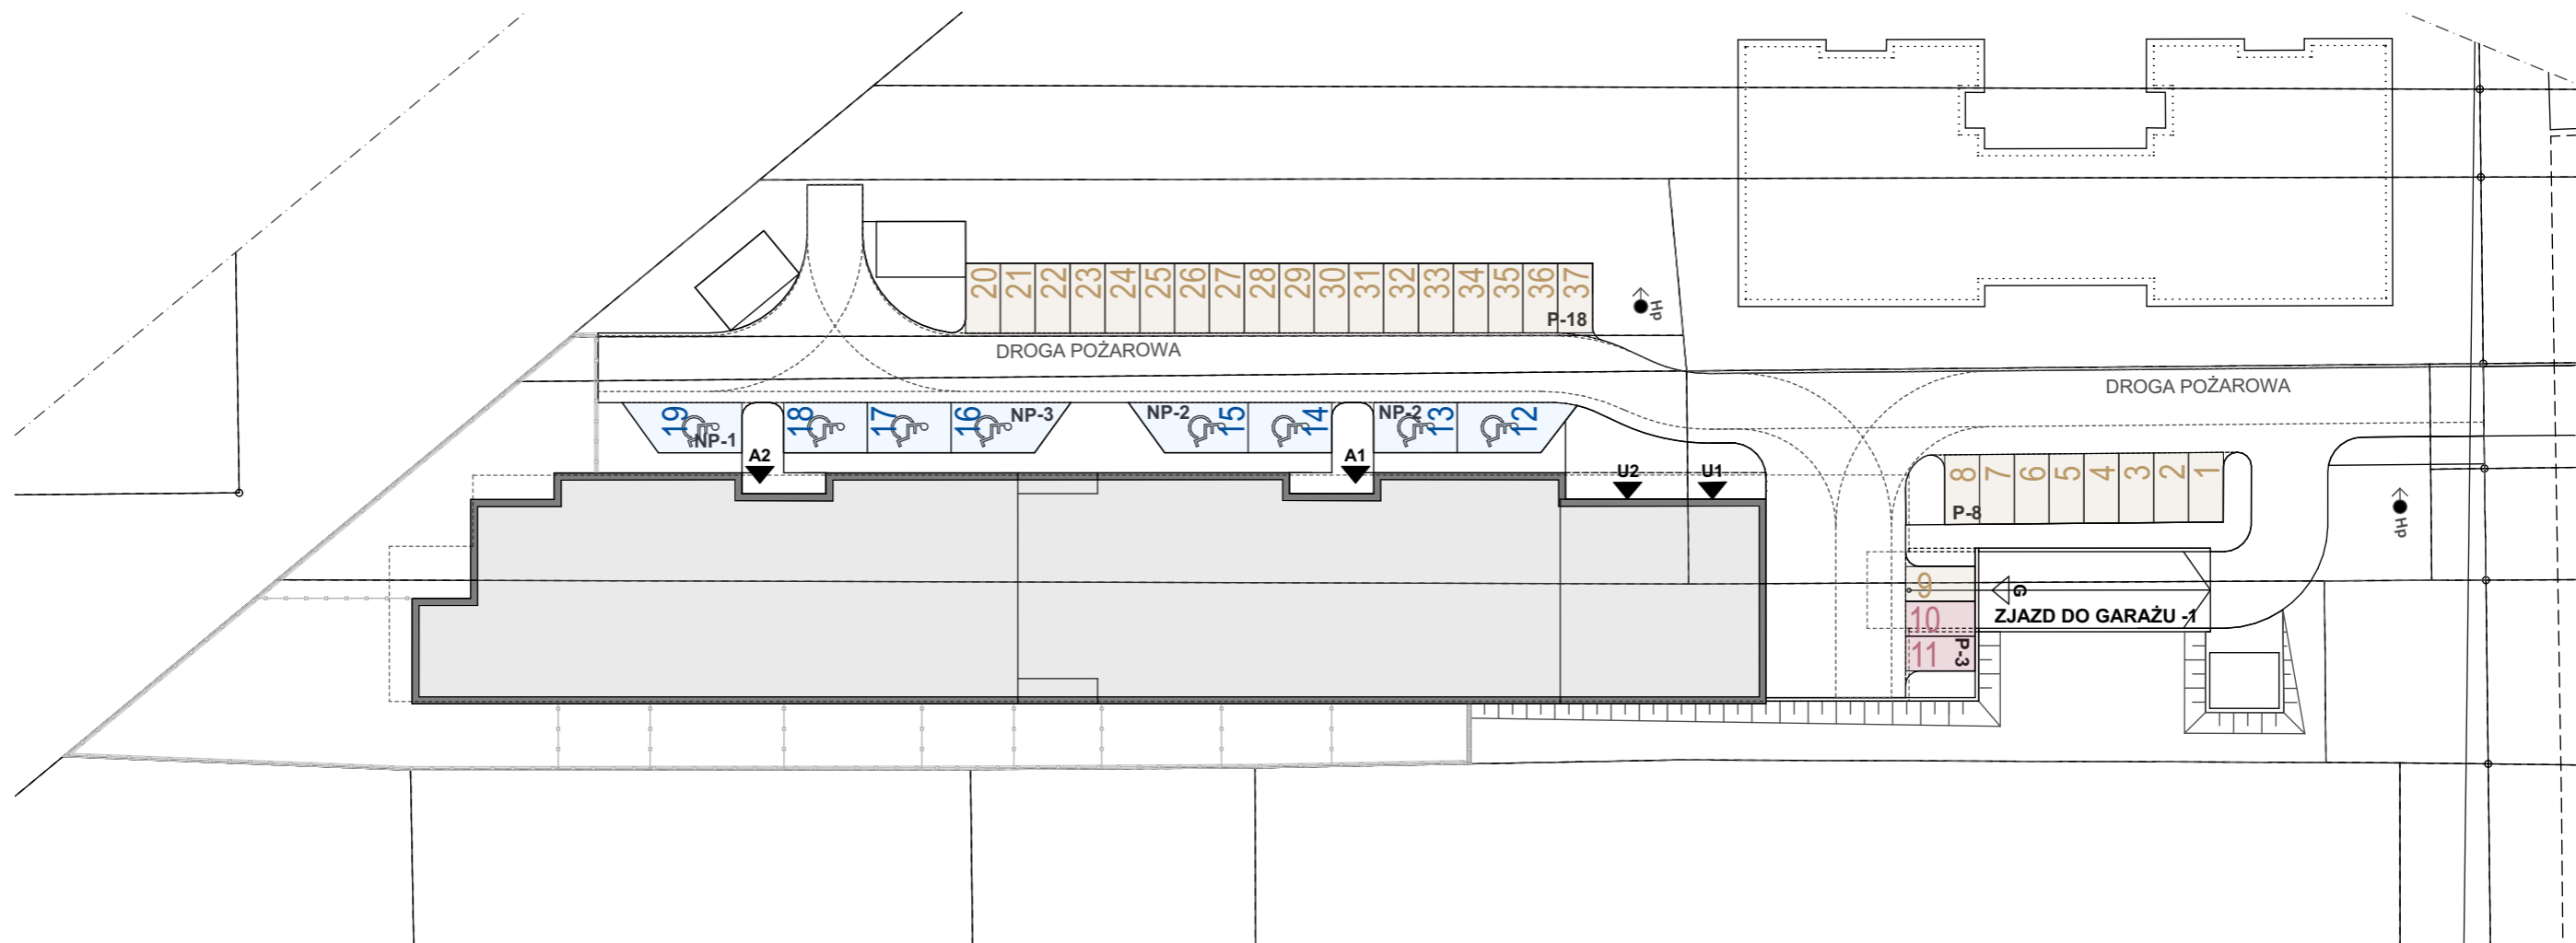 20 21 22 23 24 25 26 27 28 29 30 31 32 33 34 35 36 37
P-18
Hp
DROGA POŻAROWA
DROGA POŻAROWA
19 18 17 16 15 14 13 12
NP-1
NP-3
NP-2
NP-2
A2
A1
U2
U1
8 7 6 5 4 3 2 1
P-8
Hp
9
G
10
ZJAZD DO GARAŻU -1
11
P-3